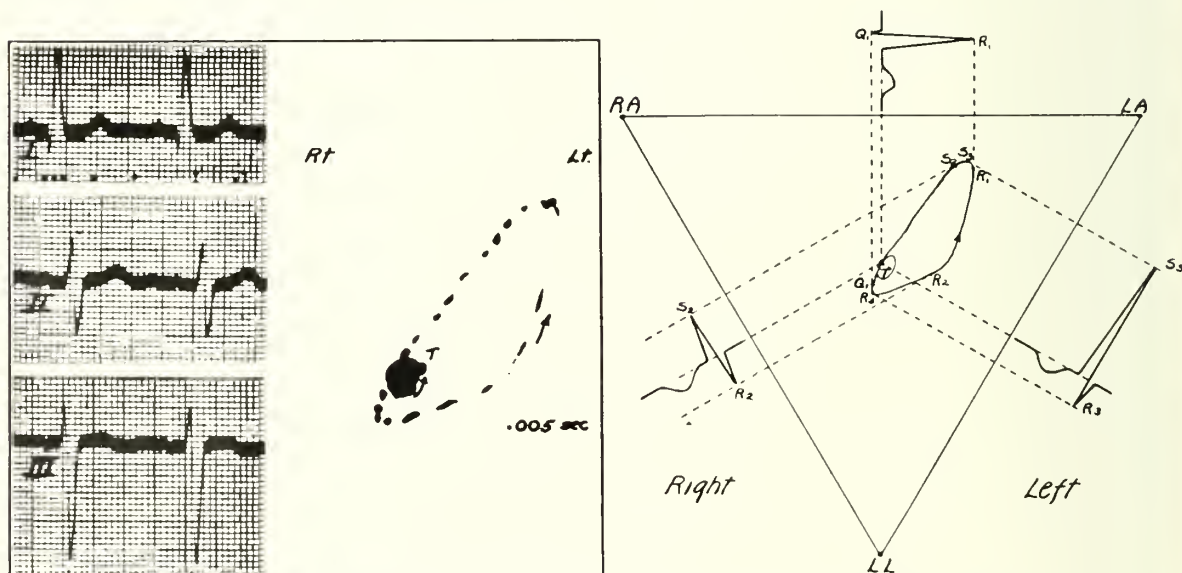 I
II
III
Rt
Lt.
T
.005 sec
Q₁
R₁
RA
LA
S₂
S₃
R₁
T
Q₁
R₂
R₃
S₂
R₂
S₃
R₃
Right
Left
LL